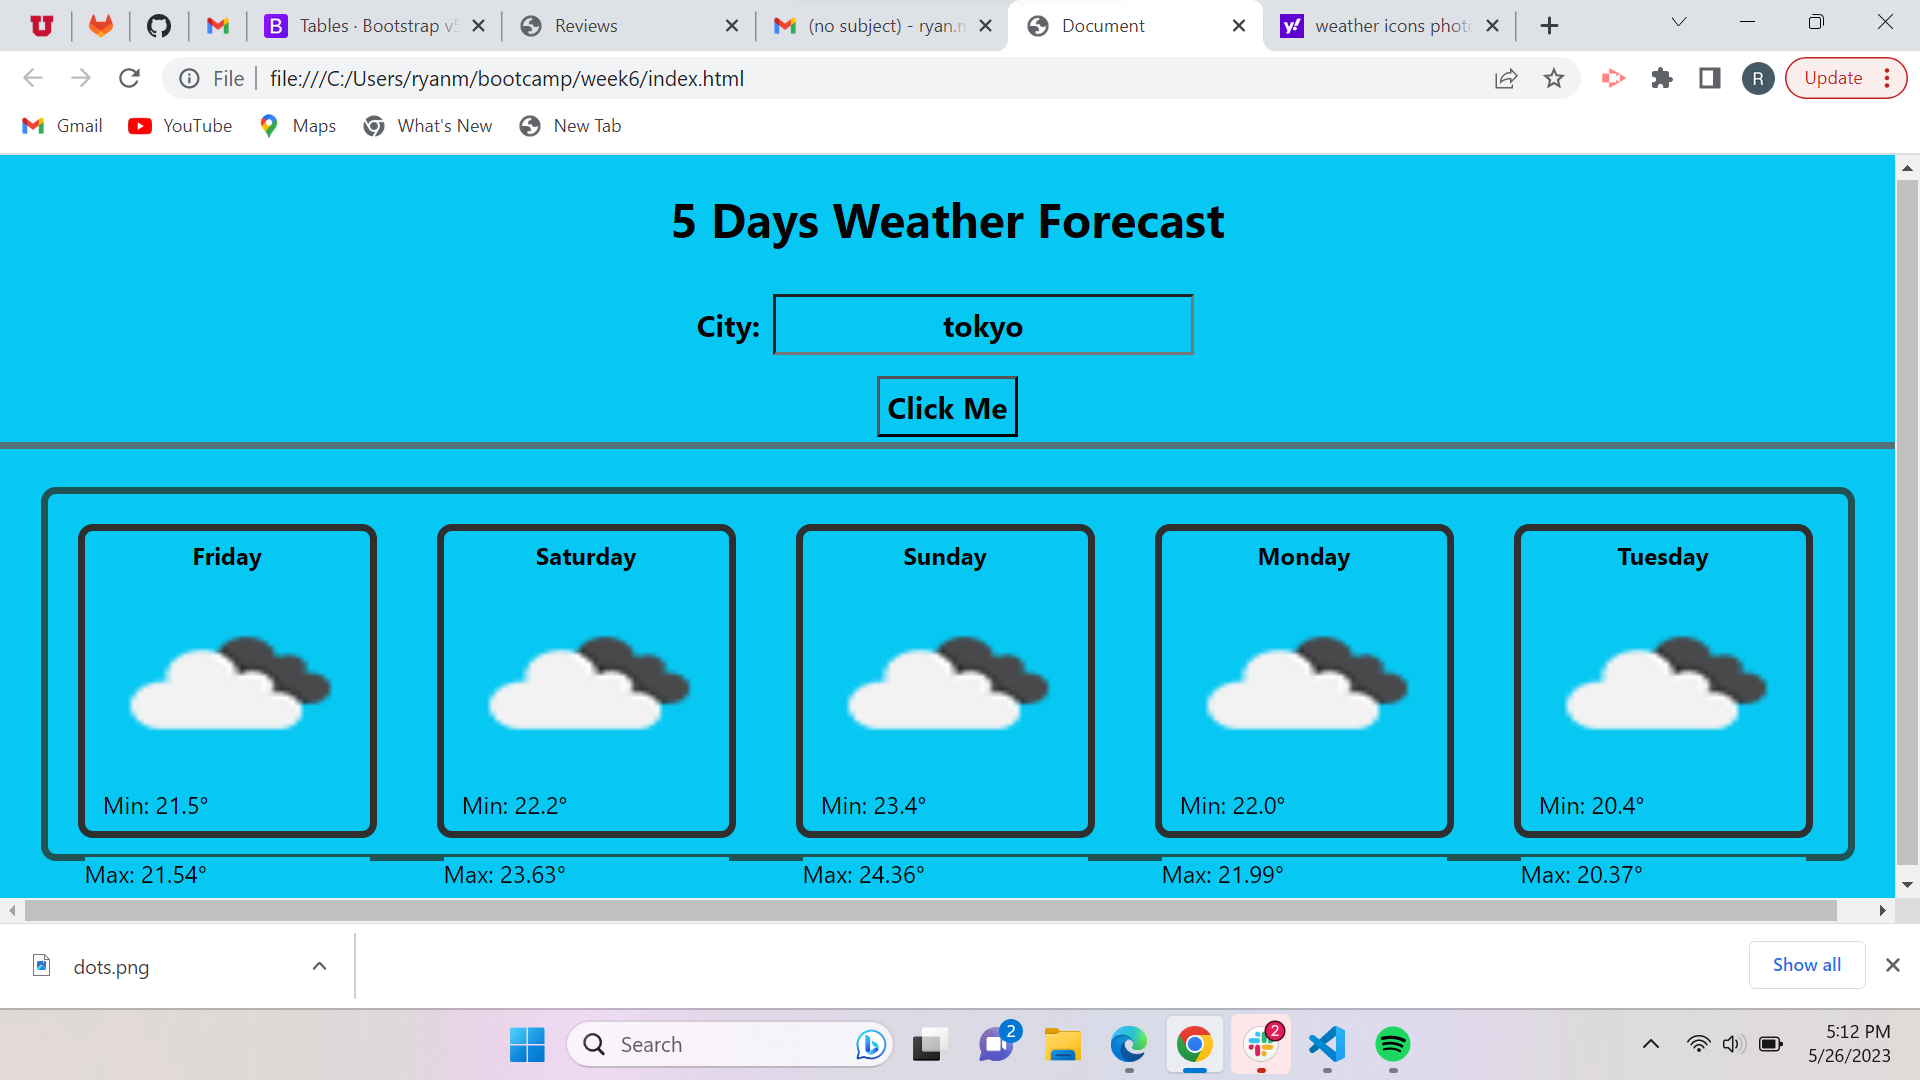 Tables · Bootstrap v5
Reviews
(no subject) - ryan.n
Document
weather icons photo
File
file:///C:/Users/ryanm/bootcamp/week6/index.html
R
Update
Gmail
YouTube
Maps
What's New
New Tab
5 Days Weather Forecast
City:
tokyo
Click Me
Friday
Saturday
Sunday
Monday
Tuesday
Min: 21.5°
Min: 22.2°
Min: 23.4°
Min: 22.0°
Min: 20.4°
Max: 21.54°
Max: 23.63°
Max: 24.36°
Max: 21.99°
Max: 20.37°
dots.png
Show all
Search
2
2
5:12 PM
5/26/2023